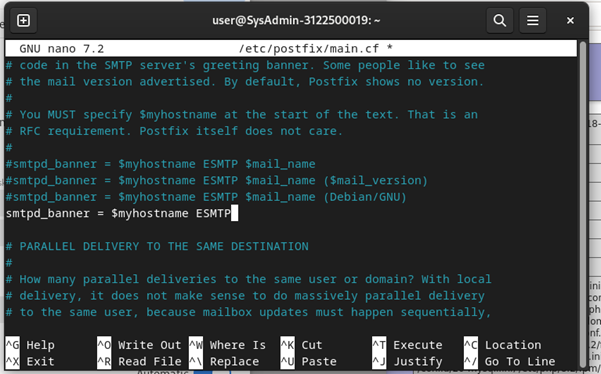 user@SysAdmin-3122500019: ~
GNU nano 7.2 /etc/postfix/main.cf *
# code in the SMTP server's greeting banner. Some people like to see
# the mail version advertised. By default, Postfix shows no version.
#
# You MUST specify $myhostname at the start of the text. That is an
# RFC requirement. Postfix itself does not care.
#
#smtpd_banner = $myhostname ESMTP $mail_name
#smtpd_banner = $myhostname ESMTP $mail_name ($mail_version)
#smtpd_banner = $myhostname ESMTP $mail_name (Debian/GNU)
smtpd_banner = $myhostname ESMTP
# PARALLEL DELIVERY TO THE SAME DESTINATION
#
# How many parallel deliveries to the same user or domain? With local
# delivery, it does not make sense to do massively parallel delivery
# to the same user, because mailbox updates must happen sequentially,
^G Help ^O Write Out ^W Where Is ^K Cut ^T Execute ^C Location
^X Exit ^R Read File ^\ Replace ^U Paste ^J Justify ^/ Go To Line
Automatic